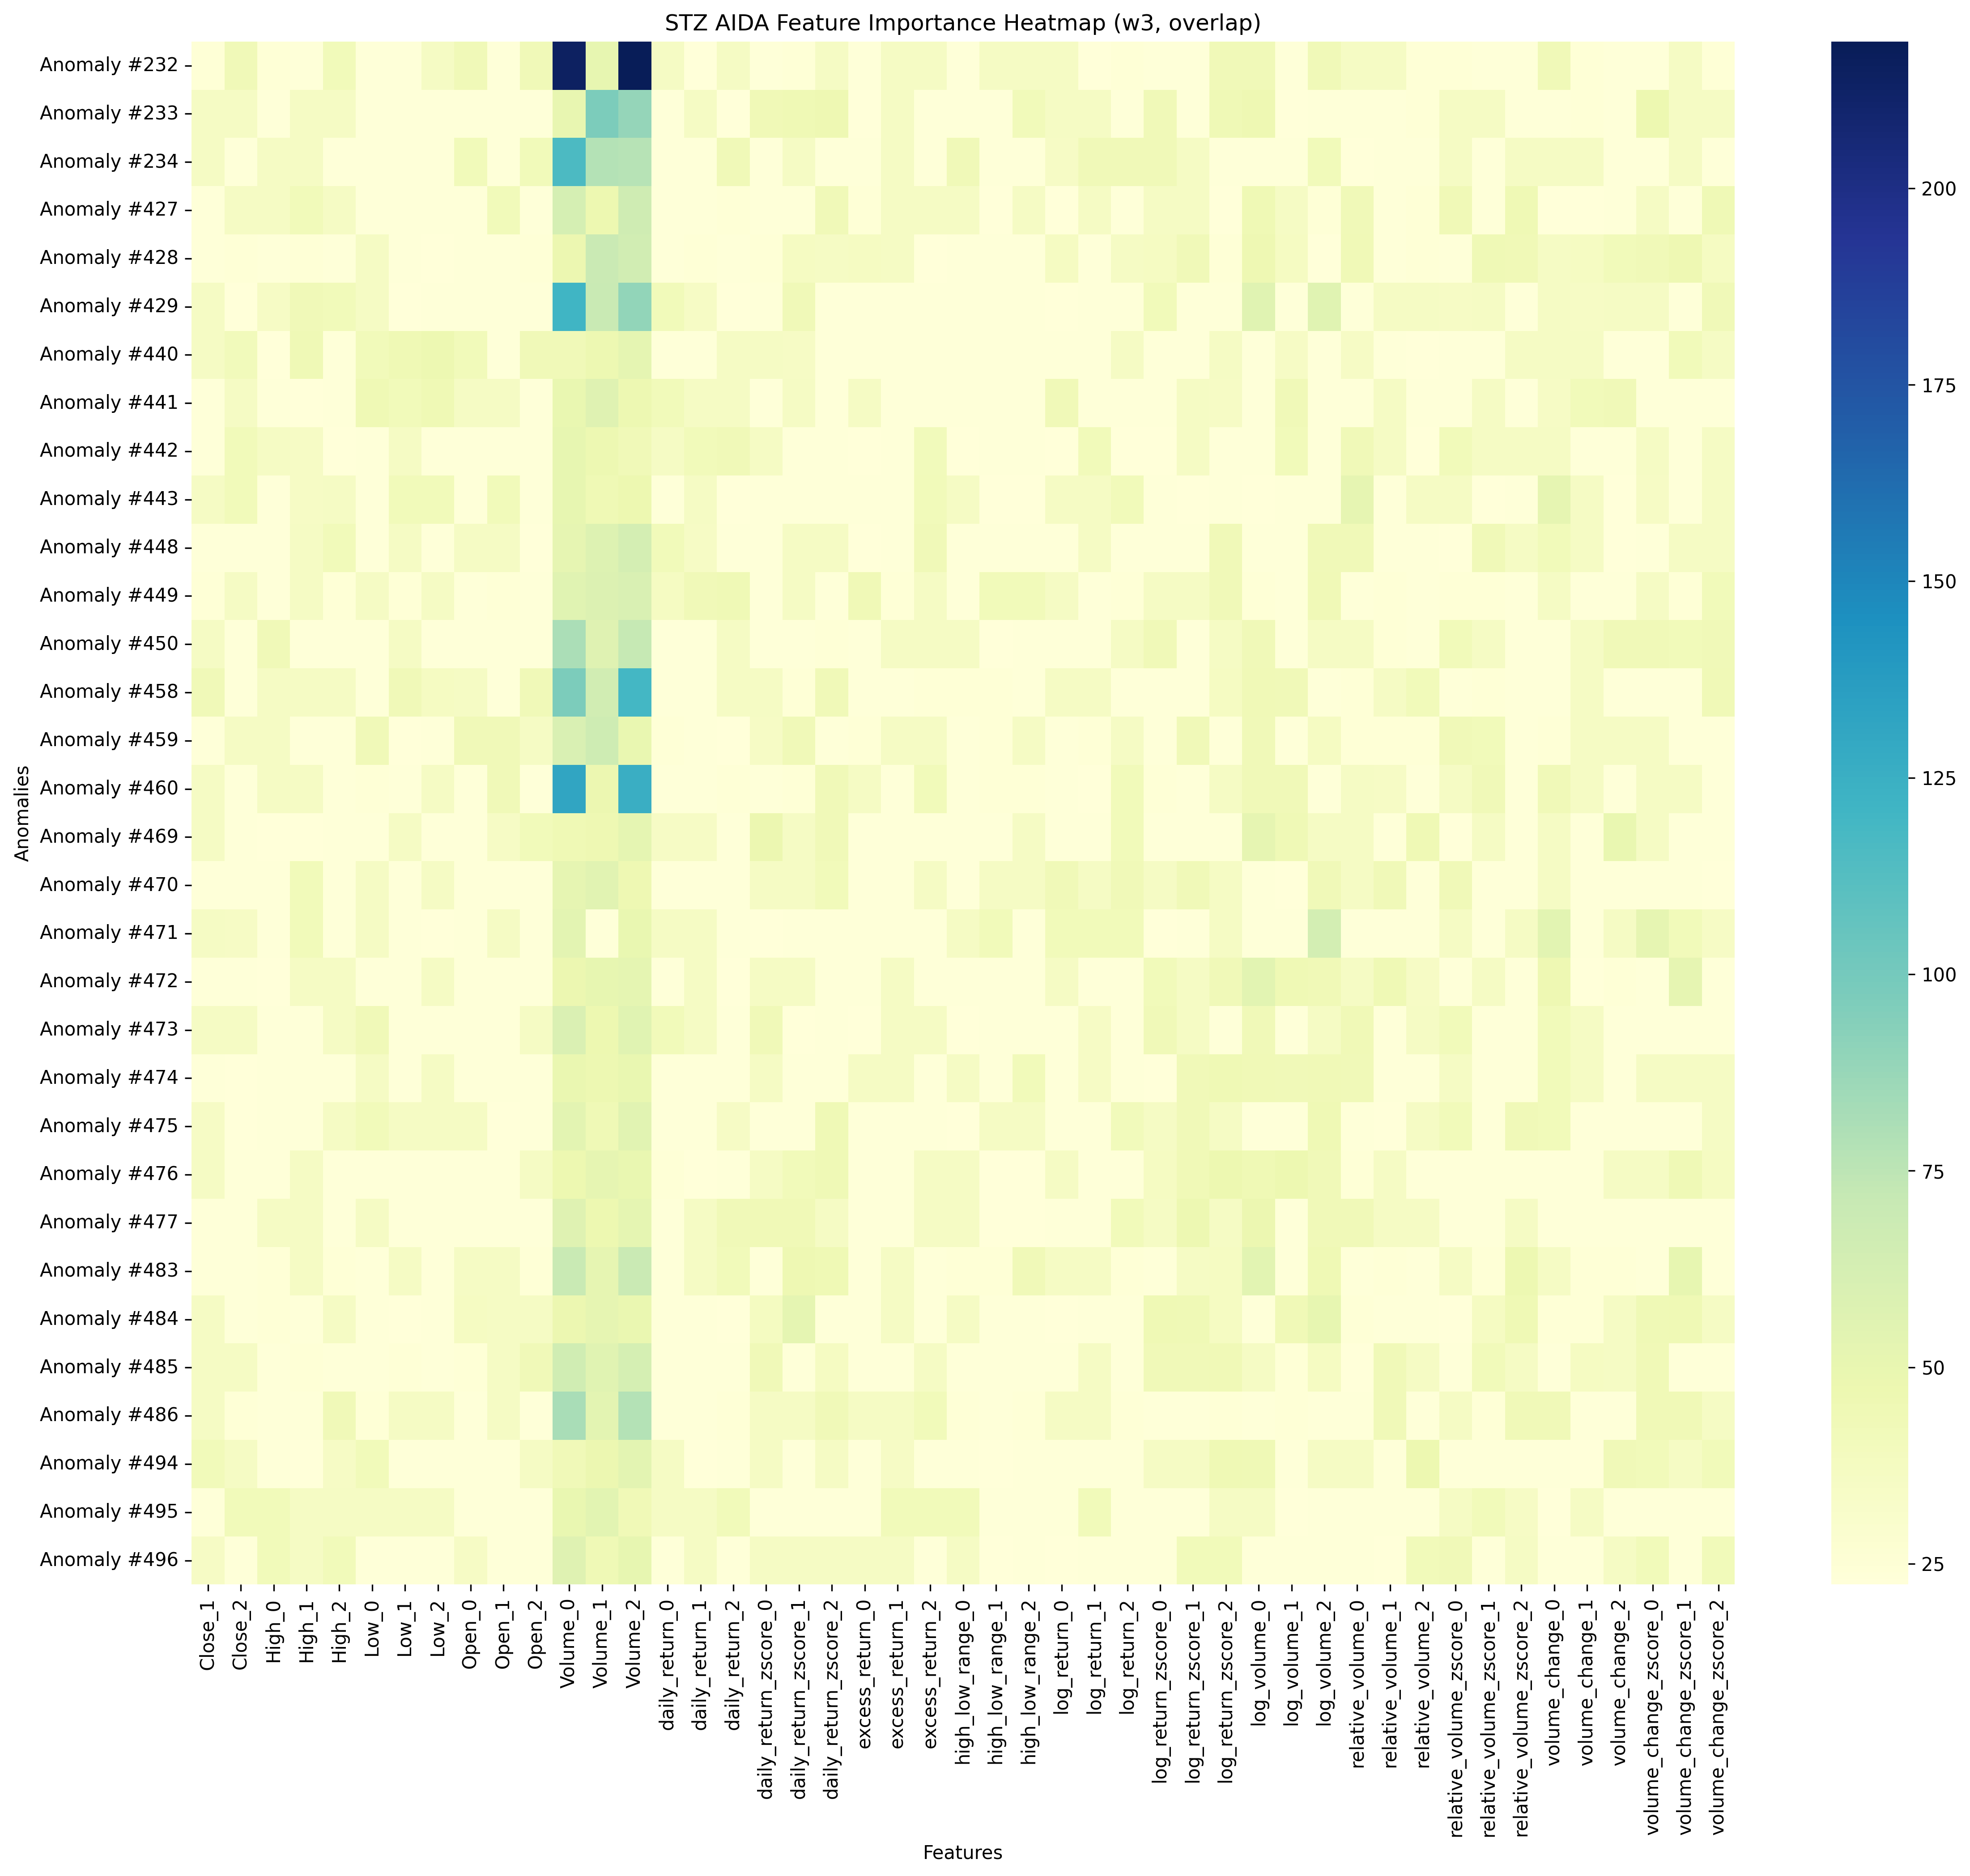 STZ AIDA Feature Importance Heatmap (w3, overlap)
Anomalies
Anomaly #232
Anomaly #233
Anomaly #234
Anomaly #427
Anomaly #428
Anomaly #429
Anomaly #440
Anomaly #441
Anomaly #442
Anomaly #443
Anomaly #448
Anomaly #449
Anomaly #450
Anomaly #458
Anomaly #459
Anomaly #460
Anomaly #469
Anomaly #470
Anomaly #471
Anomaly #472
Anomaly #473
Anomaly #474
Anomaly #475
Anomaly #476
Anomaly #477
Anomaly #483
Anomaly #484
Anomaly #485
Anomaly #486
Anomaly #494
Anomaly #495
Anomaly #496
Close_1
Close_2
High_0
High_1
High_2
Low_0
Low_1
Low_2
Open_0
Open_1
Open_2
Volume_0
Volume_1
Volume_2
daily_return_0
daily_return_1
daily_return_2
daily_return_zscore_0
daily_return_zscore_1
daily_return_zscore_2
excess_return_0
excess_return_1
excess_return_2
high_low_range_0
high_low_range_1
high_low_range_2
log_return_0
log_return_1
log_return_2
log_return_zscore_0
log_return_zscore_1
log_return_zscore_2
log_volume_0
log_volume_1
log_volume_2
relative_volume_0
relative_volume_1
relative_volume_2
relative_volume_zscore_0
relative_volume_zscore_1
relative_volume_zscore_2
volume_change_0
volume_change_1
volume_change_2
volume_change_zscore_0
volume_change_zscore_1
volume_change_zscore_2
Features
200
175
150
125
100
75
50
25